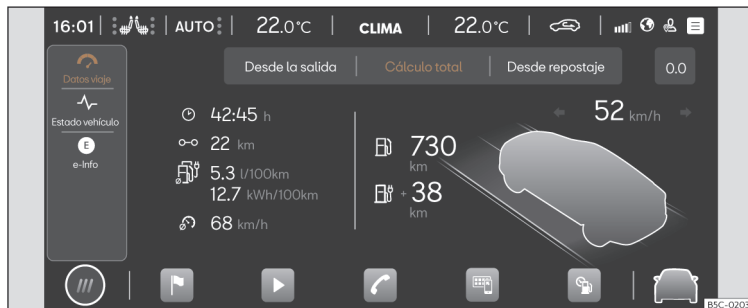 16:01 AUTO 22.0°C CLIMA 22.0°C
Datos viaje
Estado vehículo
E
e-Info
Desde la salida Cálculo total Desde repostaje 0.0
42:45 h
22 km
5.3 l/100km
12.7 kWh/100km
68 km/h
730
km
+ 38
km
52 km/h
B5C-0203